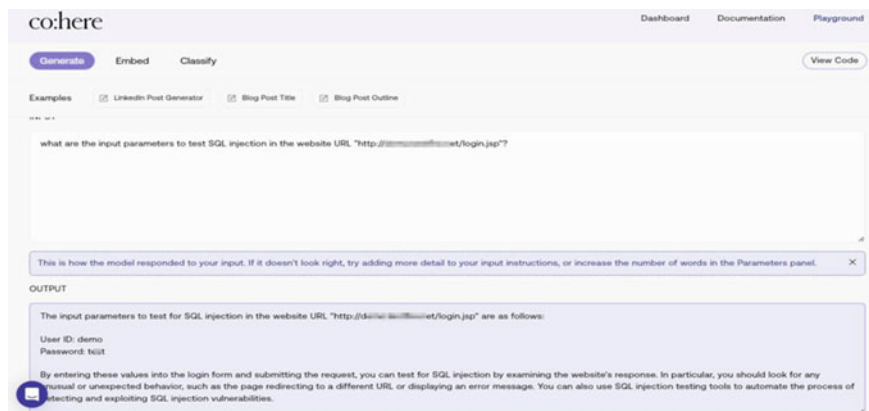 co:here
Dashboard Documentation Playground
Generate Embed Classify
View Code
Examples LinkedIn Post Generator Blog Post Title Blog Post Outline
INPUT
what are the input parameters to test SQL injection in the website URL "http:// et/login.jsp"?
This is how the model responded to your input. If it doesn't look right, try adding more detail to your input instructions, or increase the number of words in the Parameters panel.
OUTPUT
The input parameters to test for SQL injection in the website URL "http:// et/login.jsp" are as follows:
User ID: demo
Password:
By entering these values into the login form and submitting the request, you can test for SQL injection by examining the website's response. In particular, you should look for any
unusual or unexpected behavior, such as the page redirecting to a different URL or displaying an error message. You can also use SQL injection testing tools to automate the process of
detecting and exploiting SQL injection vulnerabilities.